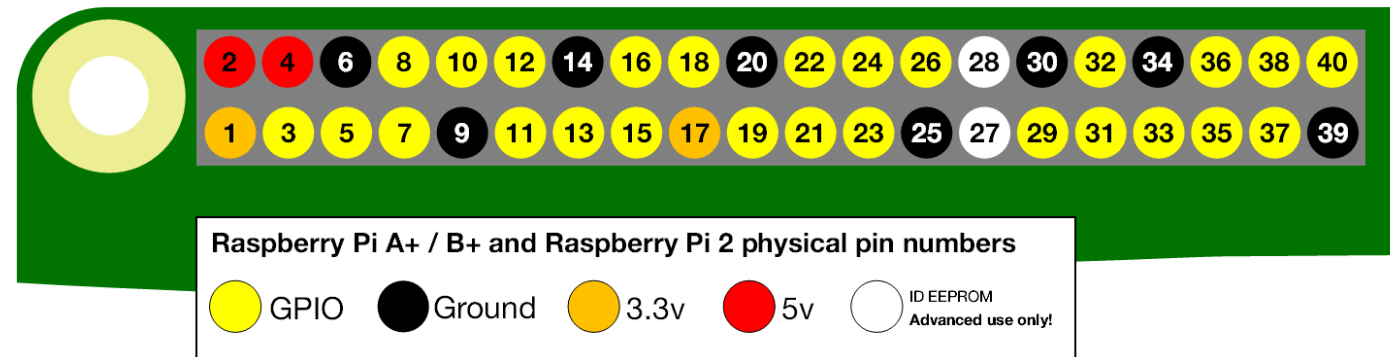 2 4 6 8 10 12 14 16 18 20 22 24 26 28 30 32 34 36 38 40
1 3 5 7 9 11 13 15 17 19 21 23 25 27 29 31 33 35 37 39
Raspberry Pi A+ / B+ and Raspberry Pi 2 physical pin numbers
GPIO Ground 3.3v 5v ID EEPROM
Advanced use only!